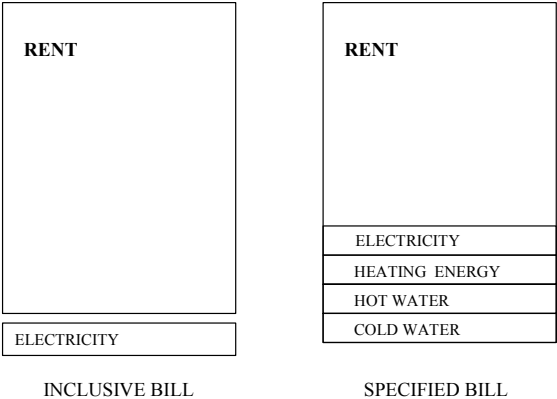 RENT
ELECTRICITY
INCLUSIVE BILL
RENT
ELECTRICITY
HEATING ENERGY
HOT WATER
COLD WATER
SPECIFIED BILL